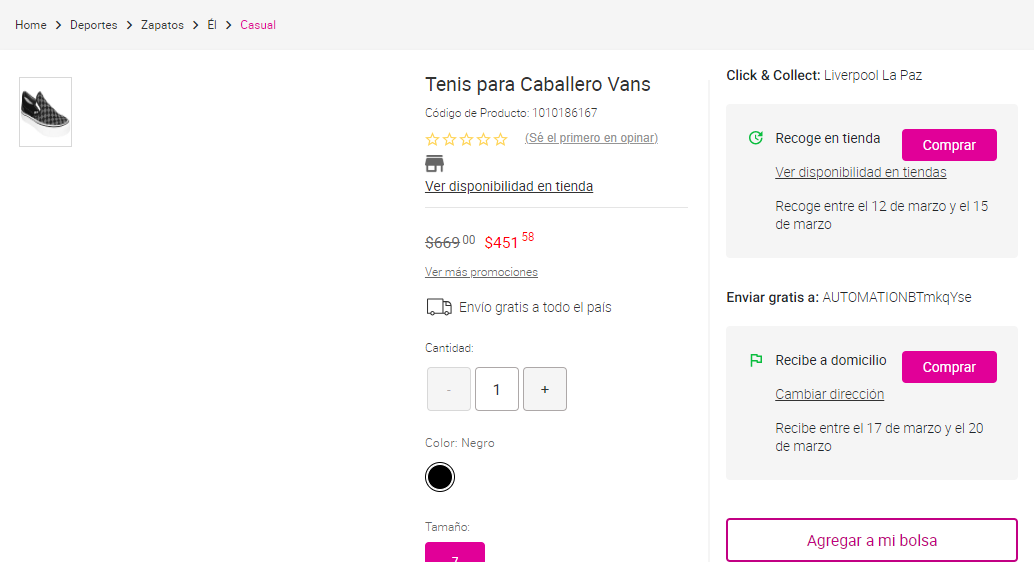 Home > Deportes > Zapatos > Él > Casual
Tenis para Caballero Vans
Código de Producto: 1010186167
(Sé el primero en opinar)
Ver disponibilidad en tienda
$669 00 $451 58
Ver más promociones
Envío gratis a todo el país
Cantidad:
- 1 +
Color: Negro
Tamaño:
7
Click & Collect: Liverpool La Paz
Recoge en tienda
Comprar
Ver disponibilidad en tiendas
Recoge entre el 12 de marzo y el 15
de marzo
Enviar gratis a: AUTOMATIONBTmkqYse
Recibe a domicilio
Comprar
Cambiar dirección
Recibe entre el 17 de marzo y el 20
de marzo
Agregar a mi bolsa